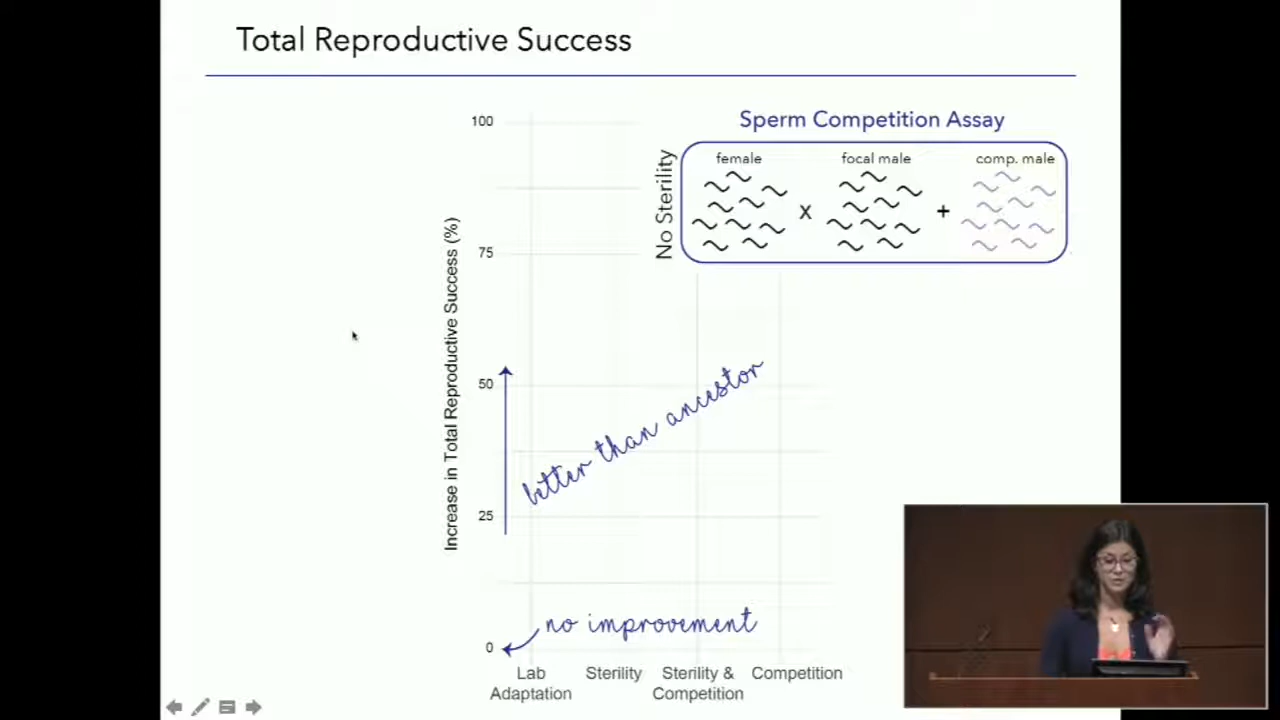 Total Reproductive Success
Sperm Competition Assay
No Sterility
female focal male comp. male
x +
Increase in Total Reproductive Success (%)
100
75
50
25
0
better than ancestor
no improvement
Lab Adaptation
Sterility
Sterility & Competition
Competition